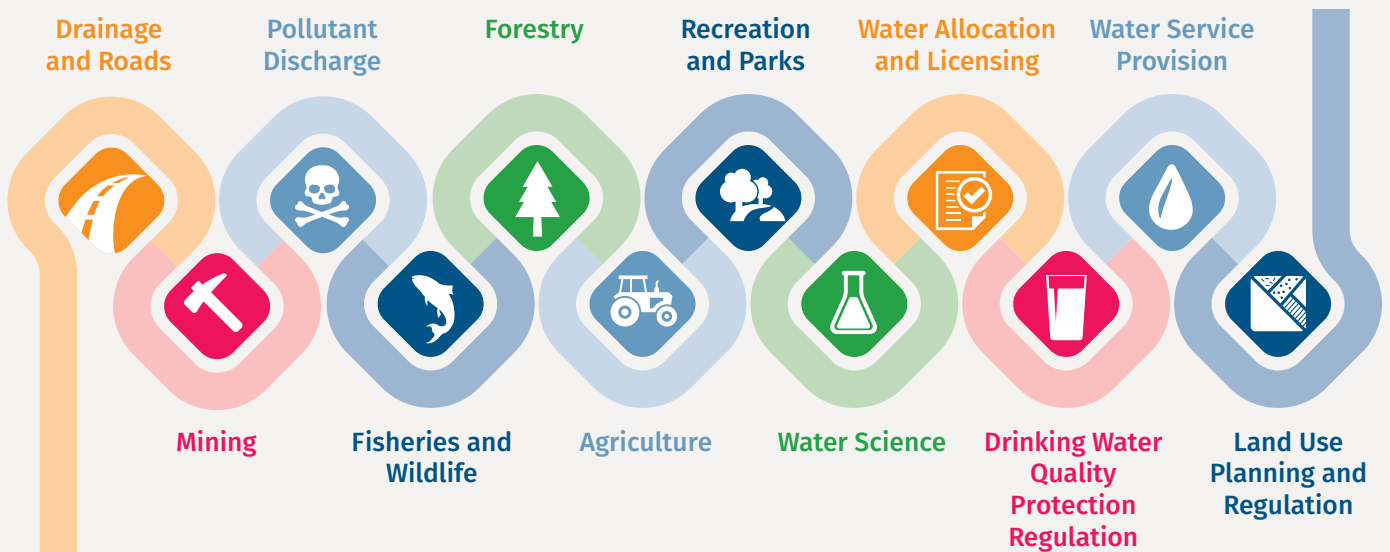 Drainage
and Roads
Pollutant
Discharge
Forestry
Recreation
and Parks
Water Allocation
and Licensing
Water Service
Provision
Mining
Fisheries and
Wildlife
Agriculture
Water Science
Drinking Water
Quality
Protection
Regulation
Land Use
Planning and
Regulation